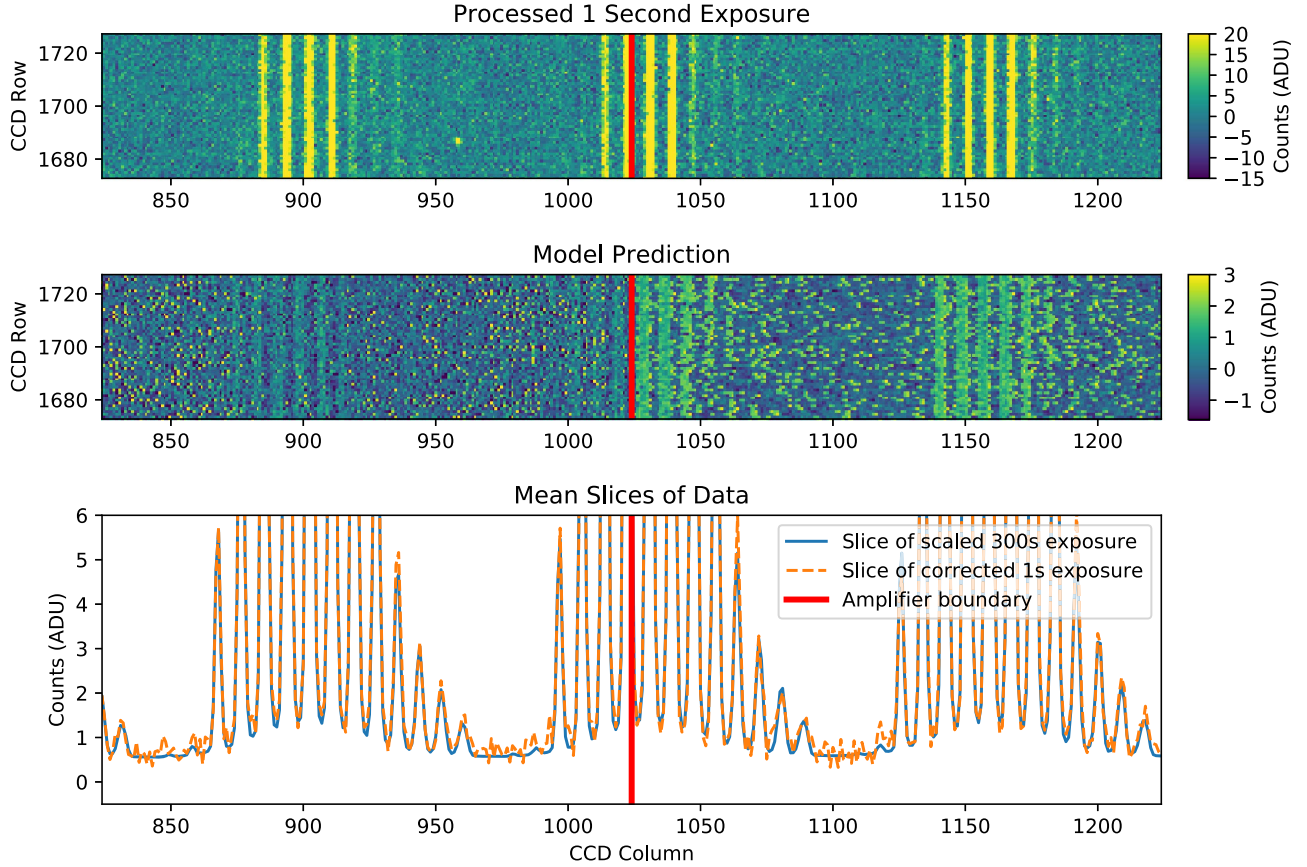 Processed 1 Second Exposure
CCD Row
1720
1700
1680
850 900 950 1000 1050 1100 1150 1200
20
15
10
5
0
−5
−10
−15
Counts (ADU)
Model Prediction
CCD Row
1720
1700
1680
850 900 950 1000 1050 1100 1150 1200
3
2
1
0
−1
Counts (ADU)
Mean Slices of Data
Counts (ADU)
6
5
4
3
2
1
0
Slice of scaled 300s exposure
Slice of corrected 1s exposure
Amplifier boundary
850 900 950 1000 1050 1100 1150 1200
CCD Column